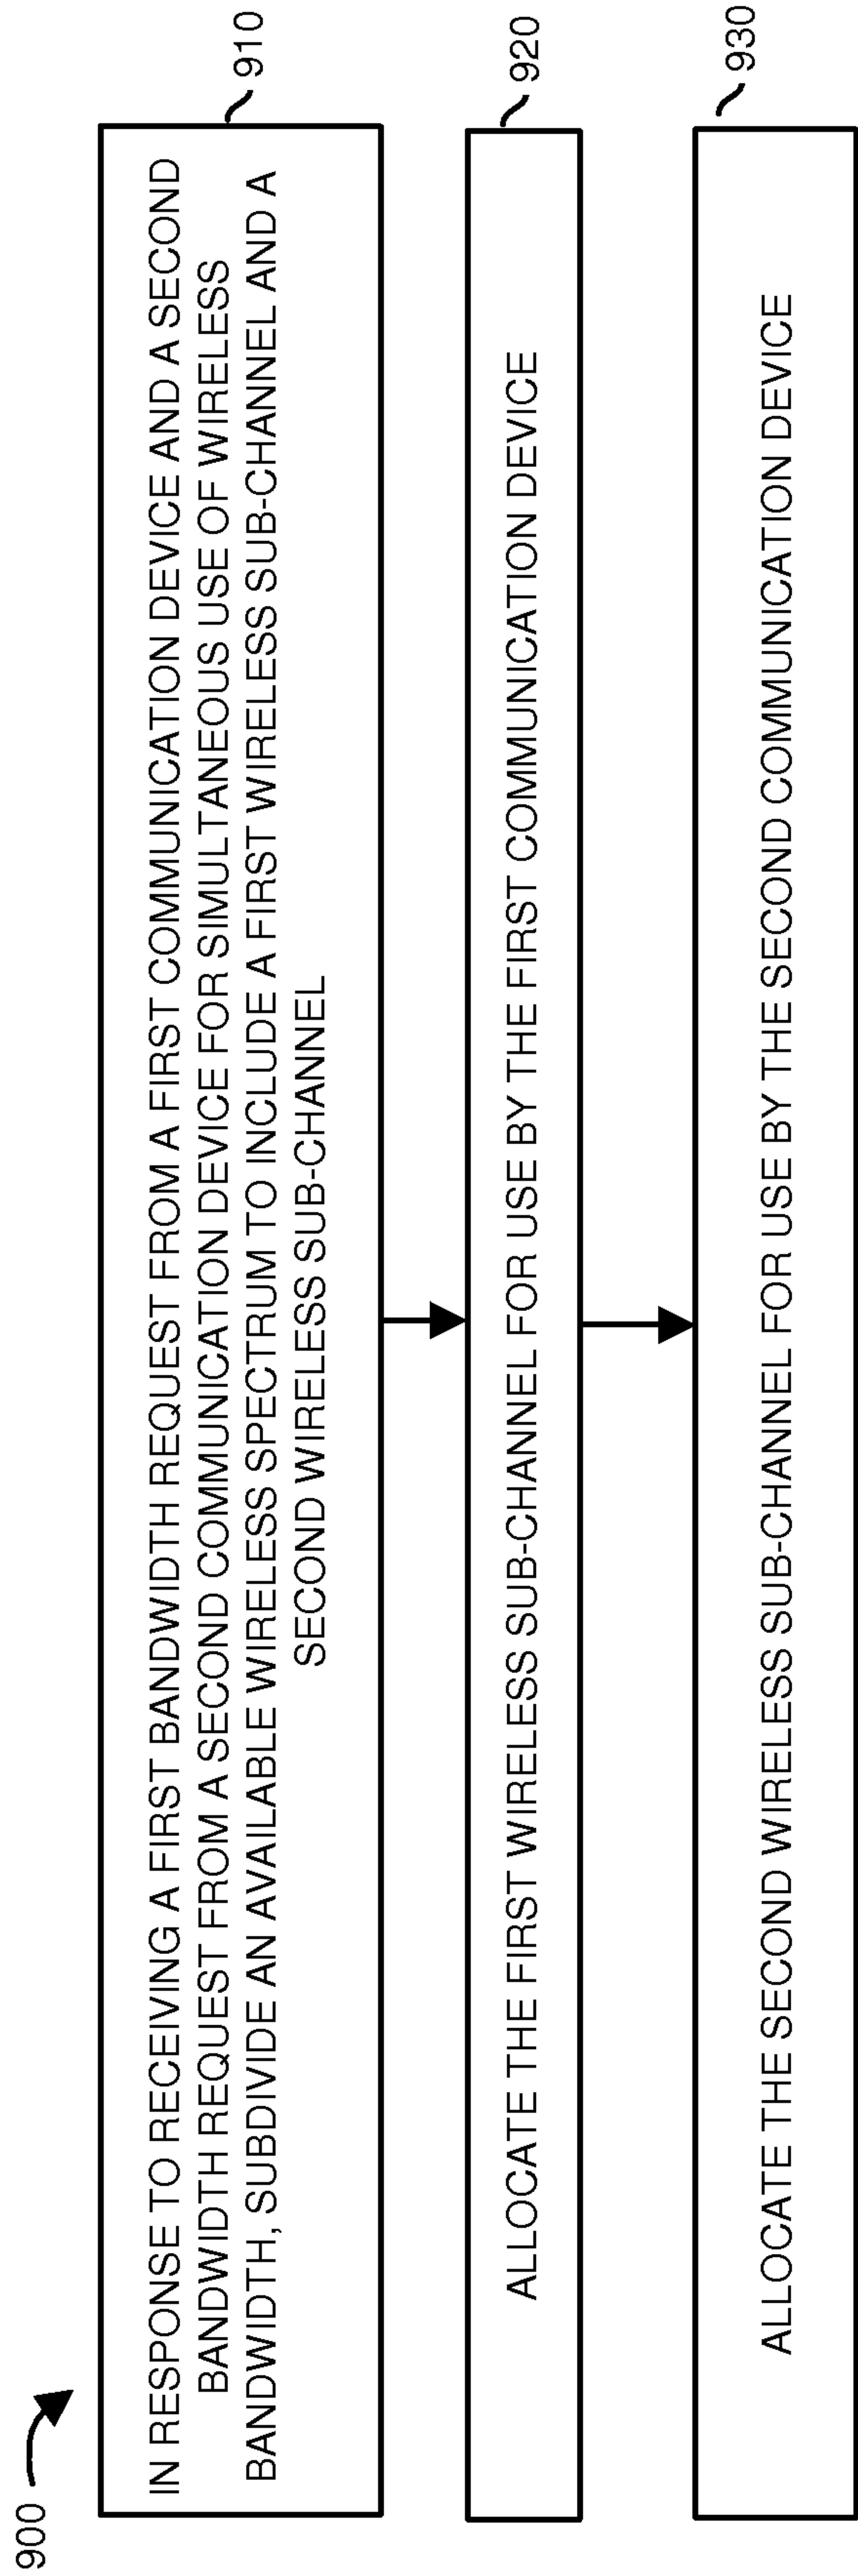 900
IN RESPONSE TO RECEIVING A FIRST BANDWIDTH REQUEST FROM A FIRST COMMUNICATION DEVICE AND A SECOND
BANDWIDTH REQUEST FROM A SECOND COMMUNICATION DEVICE FOR SIMULTANEOUS USE OF WIRELESS
BANDWIDTH, SUBDIVIDE AN AVAILABLE WIRELESS SPECTRUM TO INCLUDE A FIRST WIRELESS SUB-CHANNEL AND A
SECOND WIRELESS SUB-CHANNEL
910
ALLOCATE THE FIRST WIRELESS SUB-CHANNEL FOR USE BY THE FIRST COMMUNICATION DEVICE
920
ALLOCATE THE SECOND WIRELESS SUB-CHANNEL FOR USE BY THE SECOND COMMUNICATION DEVICE
930